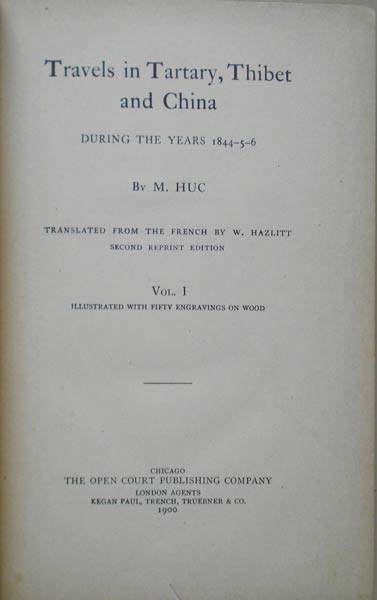 Travels in Tartary, Thibet
and China
DURING THE YEARS 1844-5-6
By M. HUC
TRANSLATED FROM THE FRENCH BY W. HAZLITT
SECOND REPRINT EDITION
Vol. I
ILLUSTRATED WITH FIFTY ENGRAVINGS ON WOOD
CHICAGO
THE OPEN COURT PUBLISHING COMPANY
LONDON AGENTS
KEGAN PAUL, TRENCH, TRUEBNER & CO.
1900